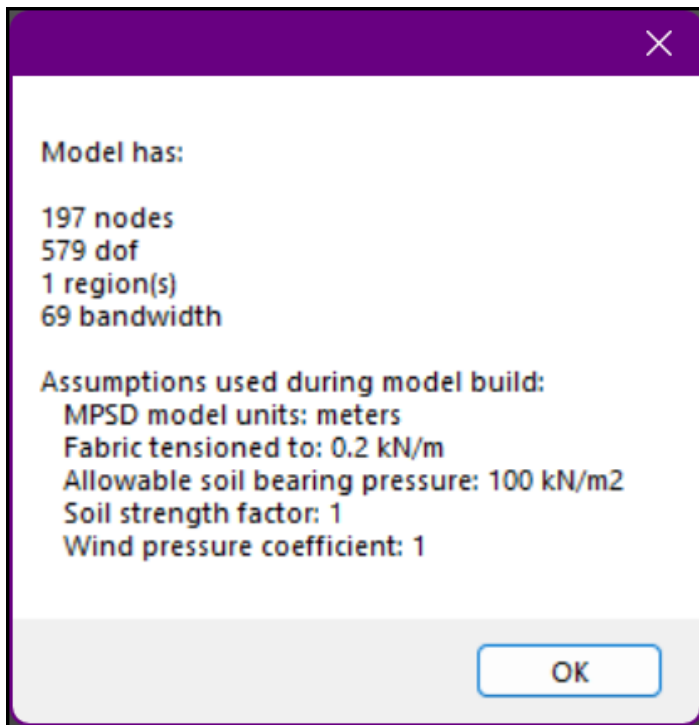 Model has:
197 nodes
579 dof
1 region(s)
69 bandwidth
Assumptions used during model build:
MPSD model units: meters
Fabric tensioned to: 0.2 kN/m
Allowable soil bearing pressure: 100 kN/m2
Soil strength factor: 1
Wind pressure coefficient: 1
OK